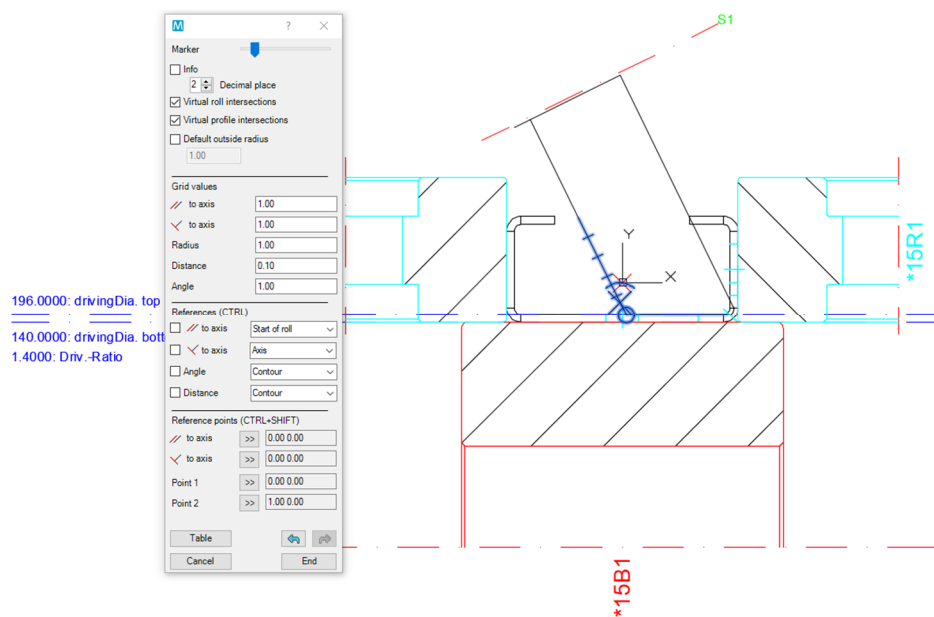 M ?
Marker
Info
2 Decimal place
Virtual roll intersections
Virtual profile intersections
Default outside radius
1.00
Grid values
to axis 1.00
to axis 1.00
Radius 1.00
Distance 0.10
Angle 1.00
References (CTRL)
to axis Start of roll
to axis Axis
Angle Contour
Distance Contour
Reference points (CTRL+SHIFT)
to axis >> 0.00 0.00
to axis >> 0.00 0.00
Point 1 >> 0.00 0.00
Point 2 >> 1.00 0.00
Table
Cancel End
196.0000: drivingDia. top
140.0000: drivingDia. bott
1.4000: Driv.-Ratio
S1
Y
X
*15R1
*15B1